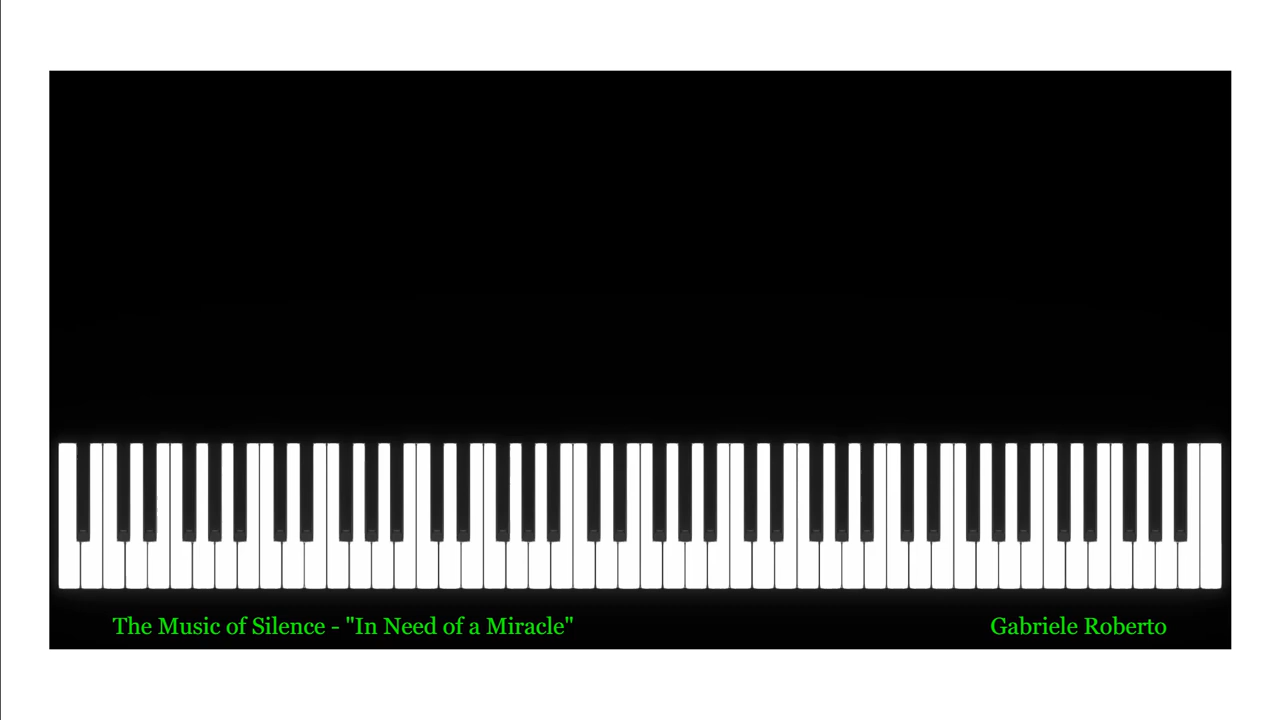 The Music of Silence - "In Need of a Miracle"
Gabriele Roberto